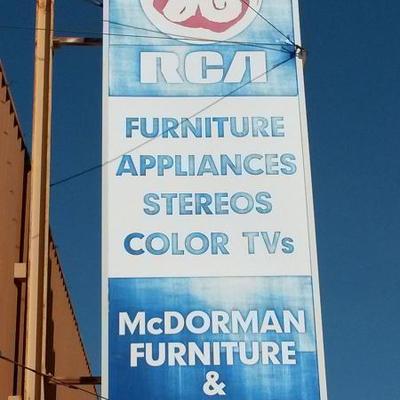 RCA
FURNITURE
APPLIANCES
STEREOS
COLOR TVs
McDORMAN
FURNITURE
&